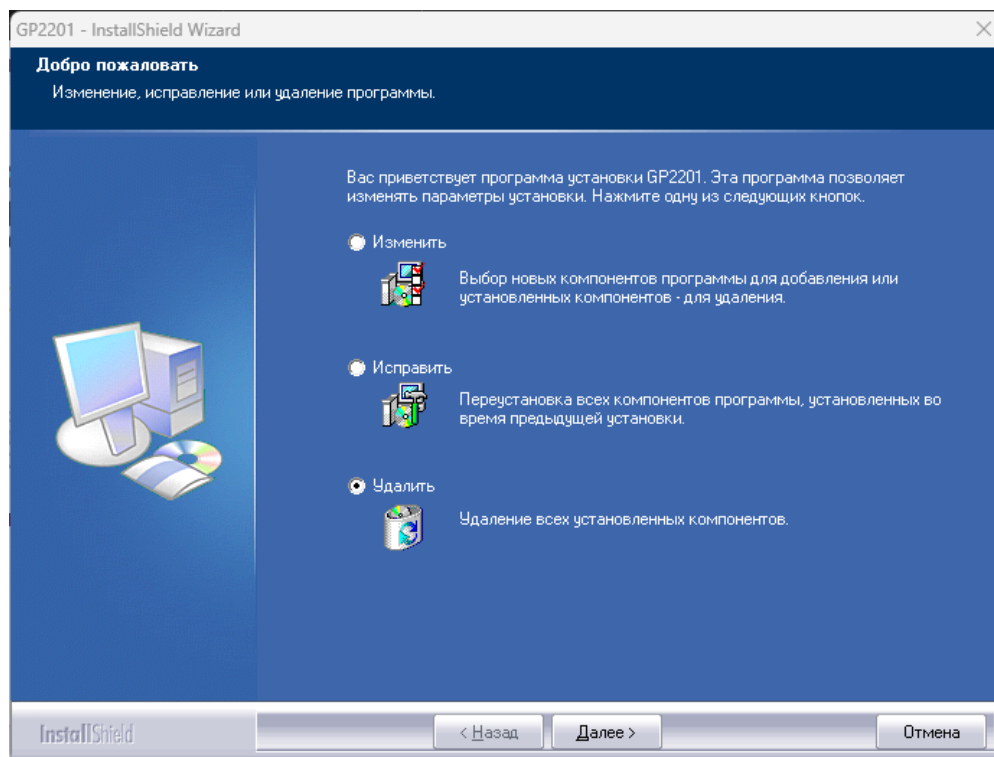 GP2201 - InstallShield Wizard
Добро пожаловать
Изменение, исправление или удаление программы.
Вас приветствует программа установки GP2201. Эта программа позволяет
изменять параметры установки. Нажмите одну из следующих кнопок.
Изменить
Выбор новых компонентов программы для добавления или
установленных компонентов - для удаления.
Исправить
Переустановка всех компонентов программы, установленных во
время предыдущей установки.
Удалить
Удаление всех установленных компонентов.
InstallShield
< Назад
Далее >
Отмена